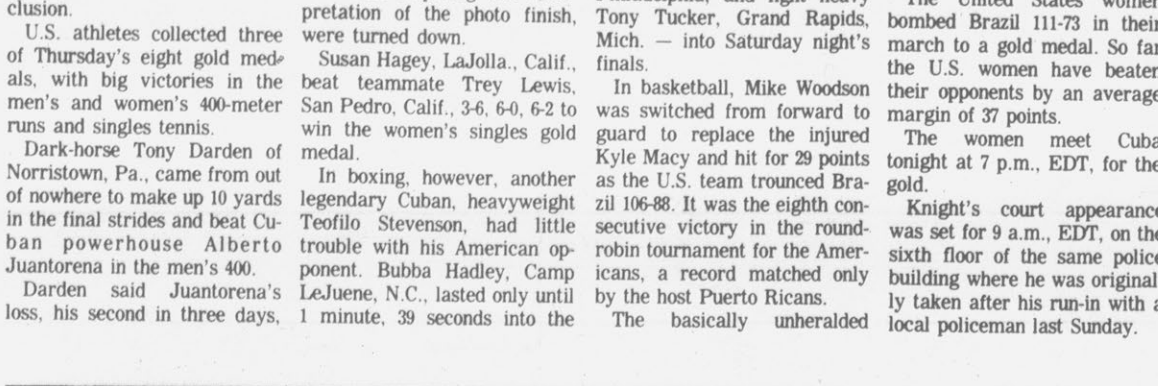 clusion.
U.S. athletes collected three
of Thursday's eight gold med-
als, with big victories in the
men's and women's 400-meter
runs and singles tennis.
Dark-horse Tony Darden of
Norristown, Pa., came from out
of nowhere to make up 10 yards
in the final strides and beat Cu-
ban powerhouse Alberto
Juantorena in the men's 400.
Darden said Juantorena's
loss, his second in three days,
pretation of the photo finish,
were turned down.
Susan Hagey, LaJolla., Calif.,
beat teammate Trey Lewis,
San Pedro, Calif., 3-6, 6-0, 6-2 to
win the women's singles gold
medal.
In boxing, however, another
legendary Cuban, heavyweight
Teofilo Stevenson, had little
trouble with his American op-
ponent. Bubba Hadley, Camp
LeJuene, N.C., lasted only until
1 minute, 39 seconds into the
Tony Tucker, Grand Rapids,
Mich. — into Saturday night's
finals.
In basketball, Mike Woodson
was switched from forward to
guard to replace the injured
Kyle Macy and hit for 29 points
as the U.S. team trounced Bra-
zil 106-88. It was the eighth con-
secutive victory in the round-
robin tournament for the Amer-
icans, a record matched only
by the host Puerto Ricans.
The basically unheralded
The United States women
bombed Brazil 111-73 in their
march to a gold medal. So far
the U.S. women have beaten
their opponents by an average
margin of 37 points.
The women meet Cuba
tonight at 7 p.m., EDT, for the
gold.
Knight's court appearance
was set for 9 a.m., EDT, on the
sixth floor of the same police
building where he was original-
ly taken after his run-in with a
local policeman last Sunday.